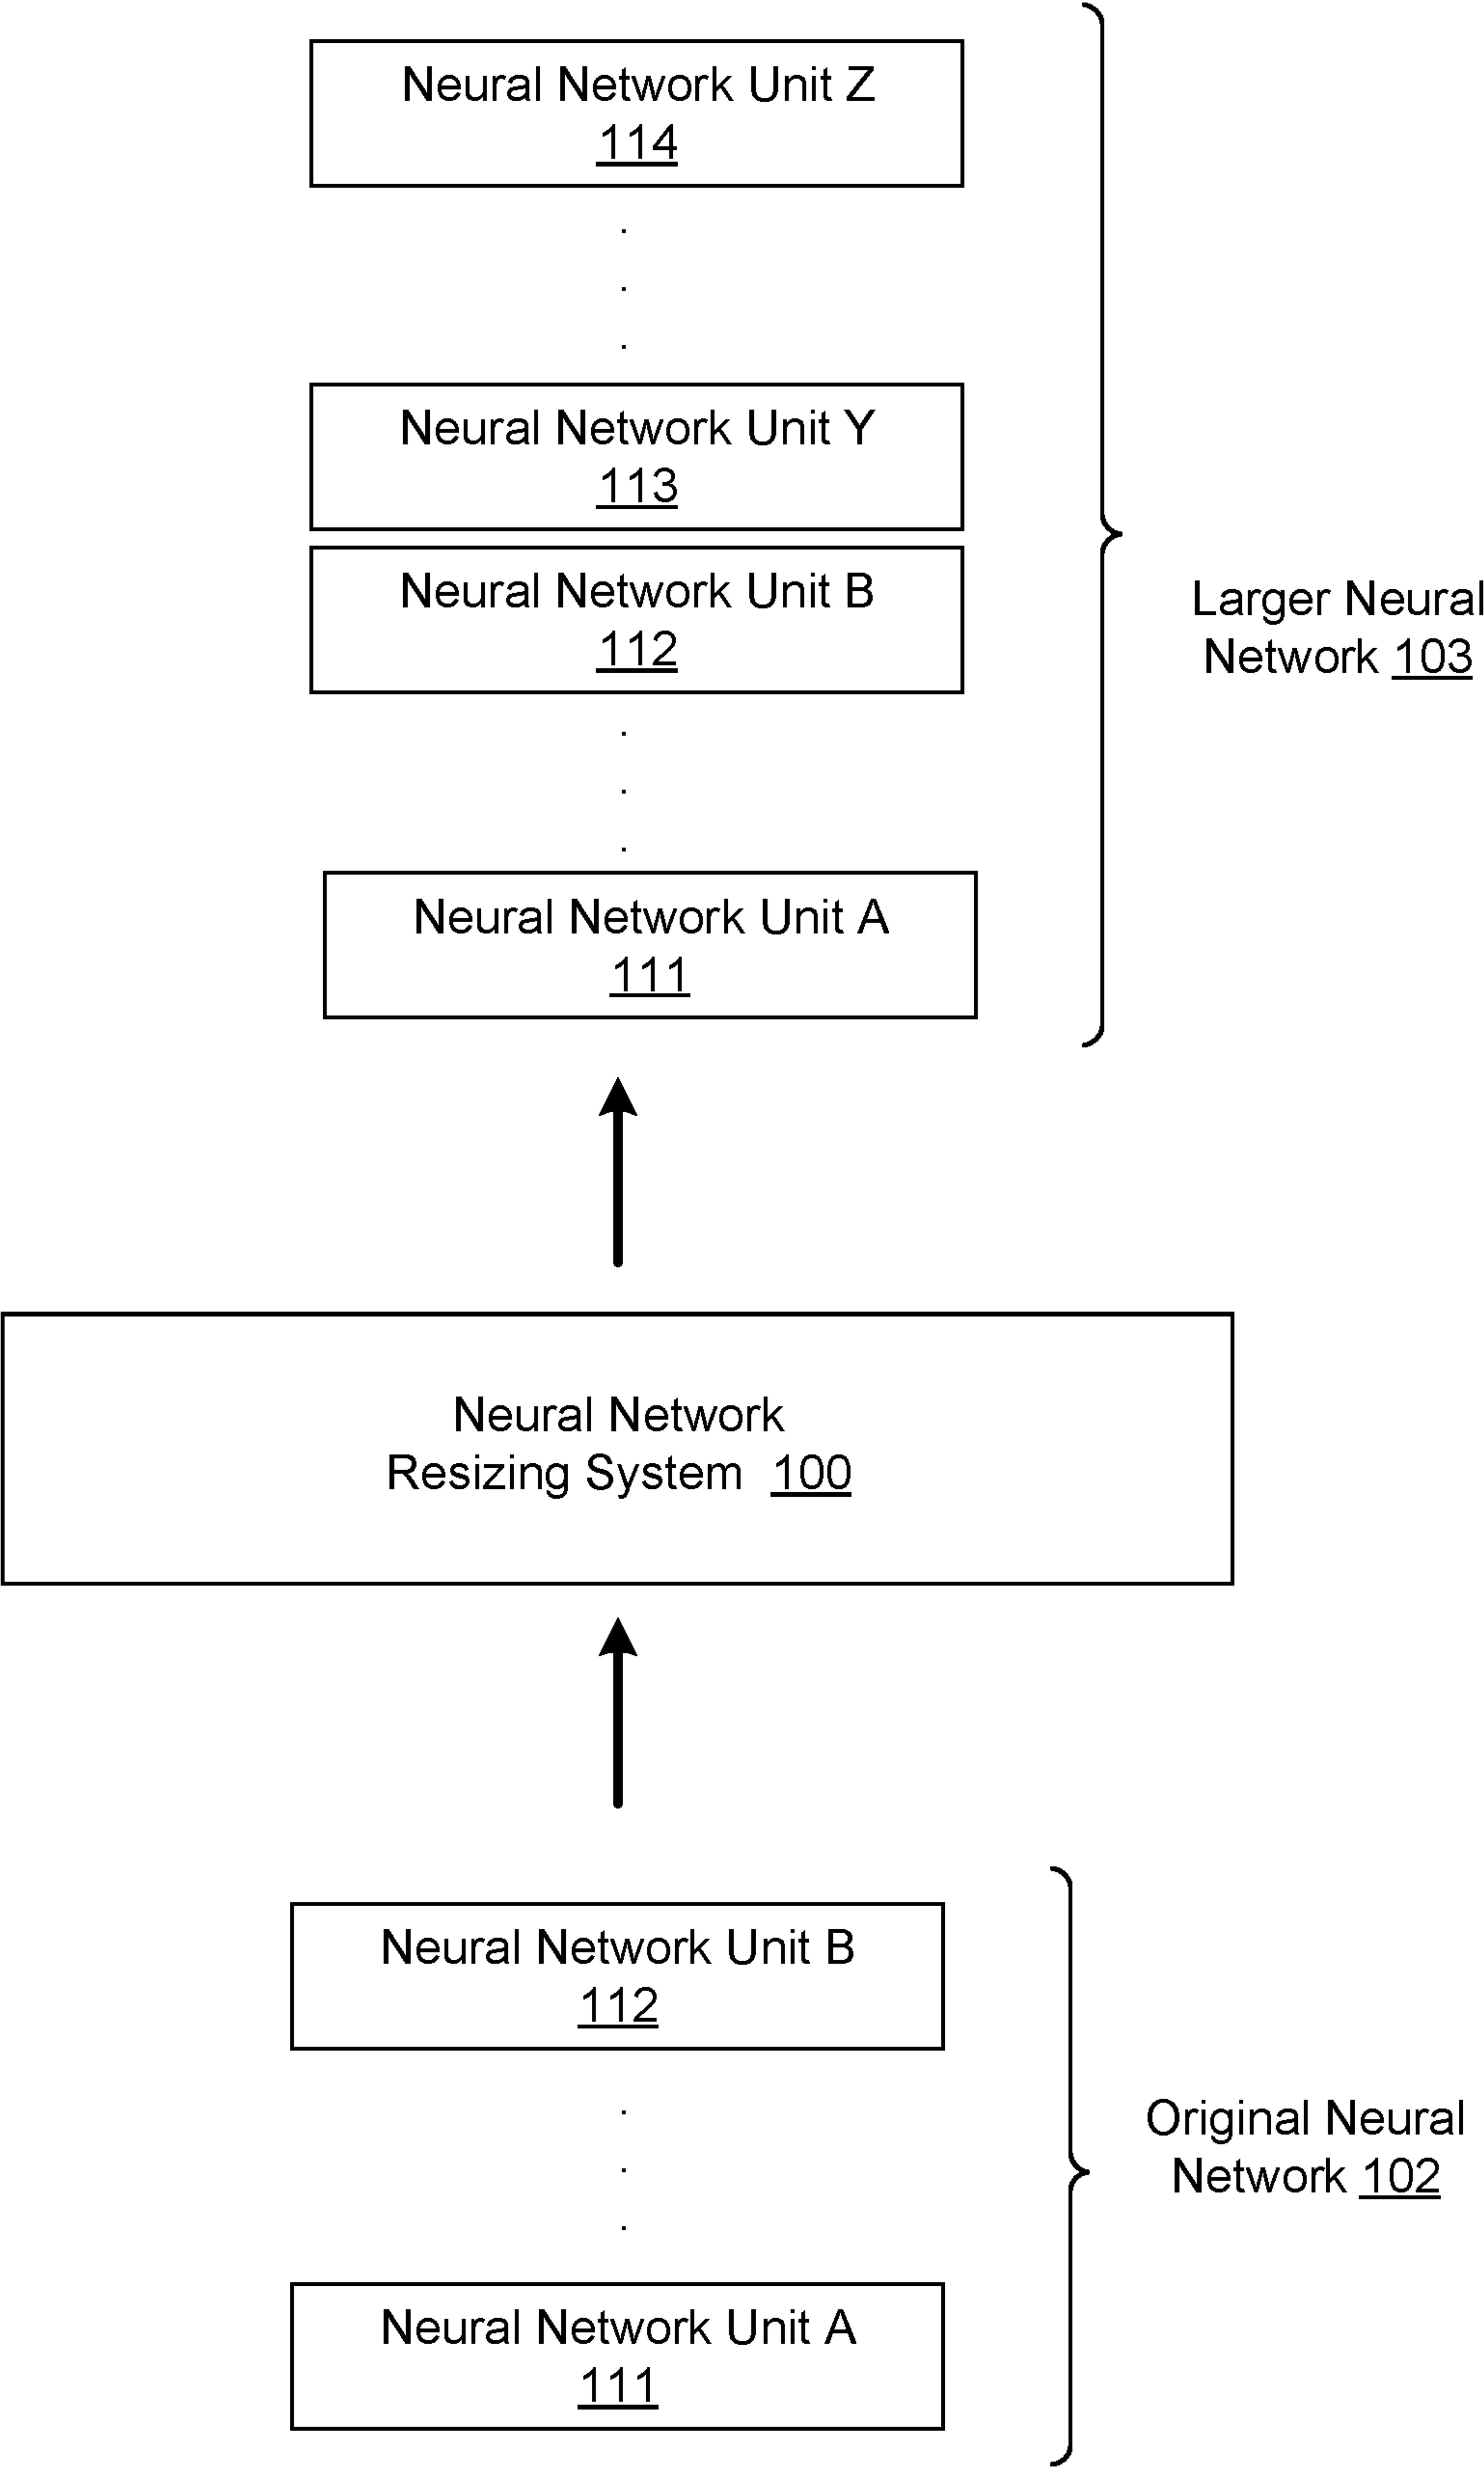 Neural Network Unit Z
114
Neural Network Unit Y
113
Neural Network Unit B
112
Larger Neural
Network 103
Neural Network Unit A
111
Neural Network
Resizing System 100
Neural Network Unit B
112
Original Neural
Network 102
Neural Network Unit A
111